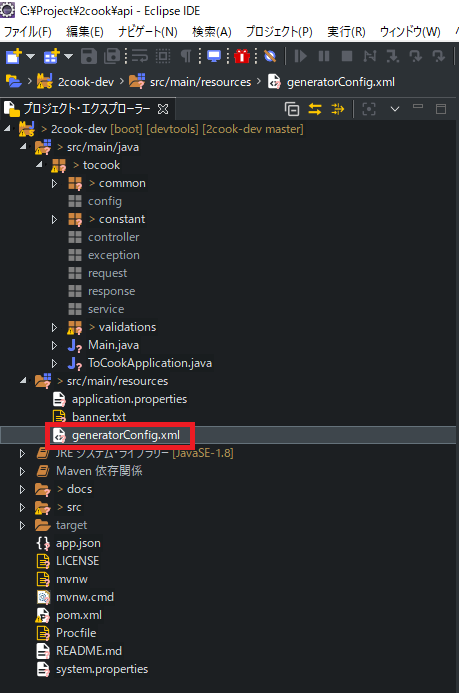 C:¥Project¥2cook¥api - Eclipse IDE
ファイル(F) 編集(E) ナビゲート(N) 検索(A) プロジェクト(P) 実行(R) ウィンドウ(W)
2cook-dev > src/main/resources > generatorConfig.xml
プロジェクト・エクスプローラー
> 2cook-dev [boot] [devtools] [2cook-dev master]
> src/main/java
> tocook
> common
config
> constant
controller
exception
request
response
service
> validations
Main.java
ToCookApplication.java
> src/main/resources
application.properties
banner.txt
generatorConfig.xml
JRE システム・ライブラリー [JavaSE-1.8]
Maven 依存関係
> docs
> src
target
app.json
LICENSE
mvnw
mvnw.cmd
pom.xml
Procfile
README.md
system.properties